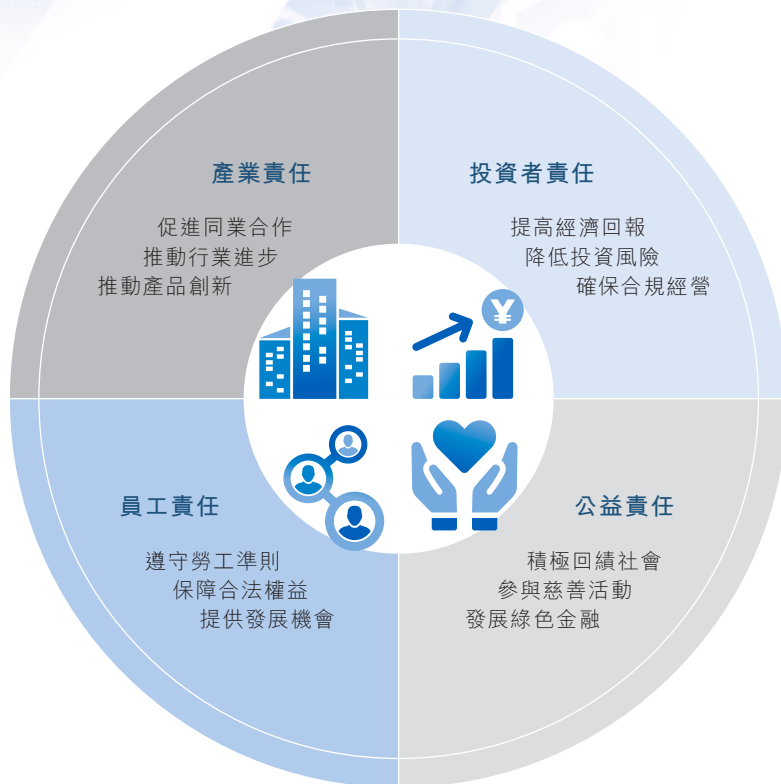 產業責任
促進同業合作
推動行業進步
推動產品創新
投資者責任
提高經濟回報
降低投資風險
確保合規經營
¥
員工責任
遵守勞工準則
保障合法權益
提供發展機會
公益責任
積極回績社會
參與慈善活動
發展綠色金融